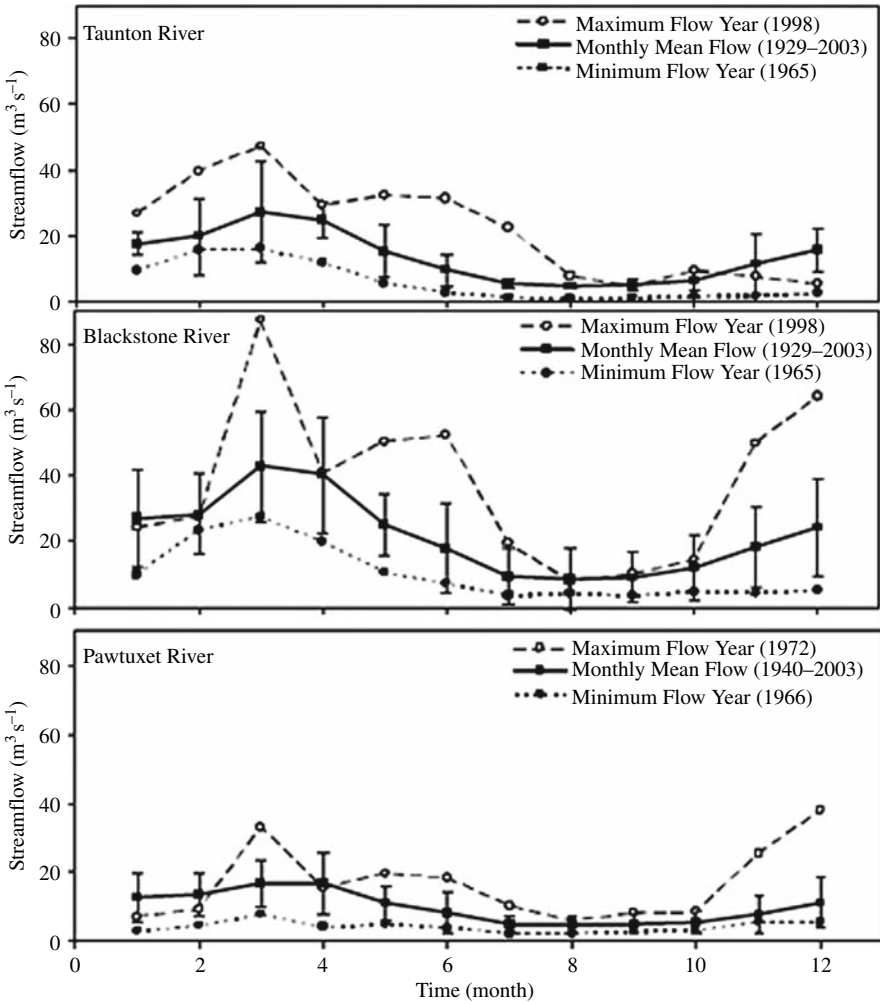 Taunton River
Maximum Flow Year (1998)
Monthly Mean Flow (1929–2003)
Minimum Flow Year (1965)
Streamflow (m³ s⁻¹)
80
60
40
20
0
Blackstone River
Maximum Flow Year (1998)
Monthly Mean Flow (1929–2003)
Minimum Flow Year (1965)
Streamflow (m³ s⁻¹)
80
60
40
20
0
Pawtuxet River
Maximum Flow Year (1972)
Monthly Mean Flow (1940–2003)
Minimum Flow Year (1966)
Streamflow (m³ s⁻¹)
80
60
40
20
0
0 2 4 6 8 10 12
Time (month)